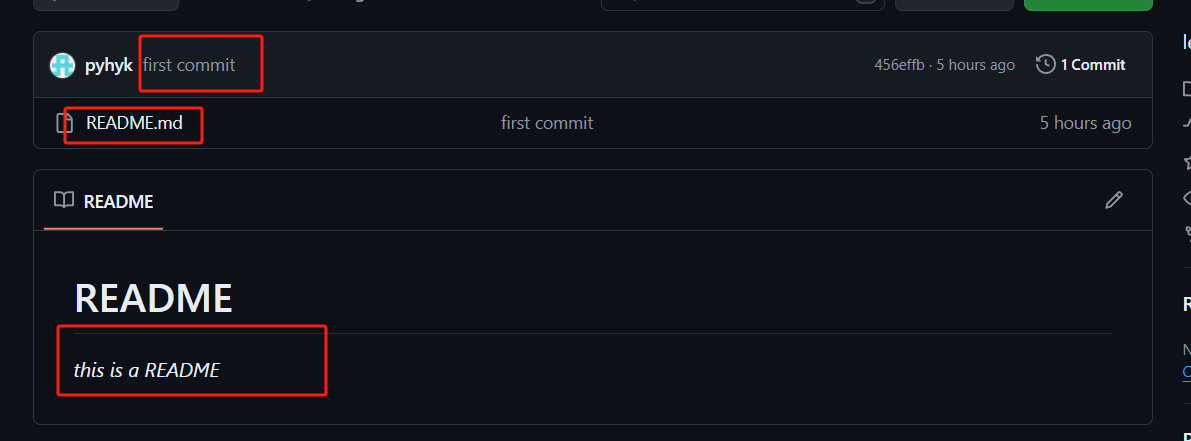 pyhyk first commit 456effb · 5 hours ago 1 Commit
README.md first commit 5 hours ago
README
README
this is a README